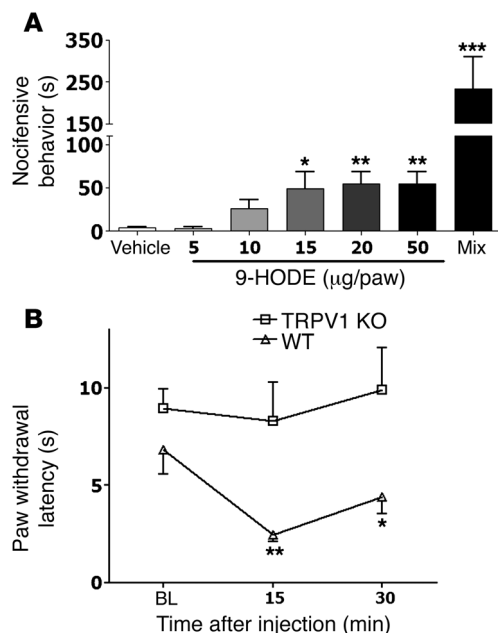 A
Nocifensive
behavior (s)
350
250
150
100
50
0
***
* ** **
Vehicle 5 10 15 20 50 Mix
9-HODE (μg/paw)
B
TRPV1 KO
WT
Paw withdrawal
latency (s)
10
5
0
**
*
BL 15 30
Time after injection (min)